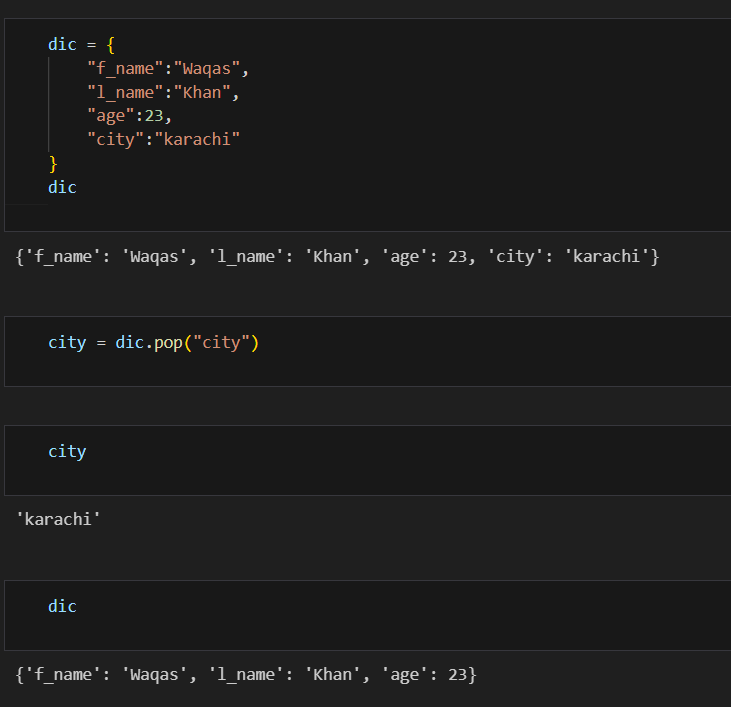 dic = {
    "f_name":"Waqas",
    "l_name":"Khan",
    "age":23,
    "city":"karachi"
}
dic
{'f_name': 'Waqas', 'l_name': 'Khan', 'age': 23, 'city': 'karachi'}
city = dic.pop("city")
city
'karachi'
dic
{'f_name': 'Waqas', 'l_name': 'Khan', 'age': 23}